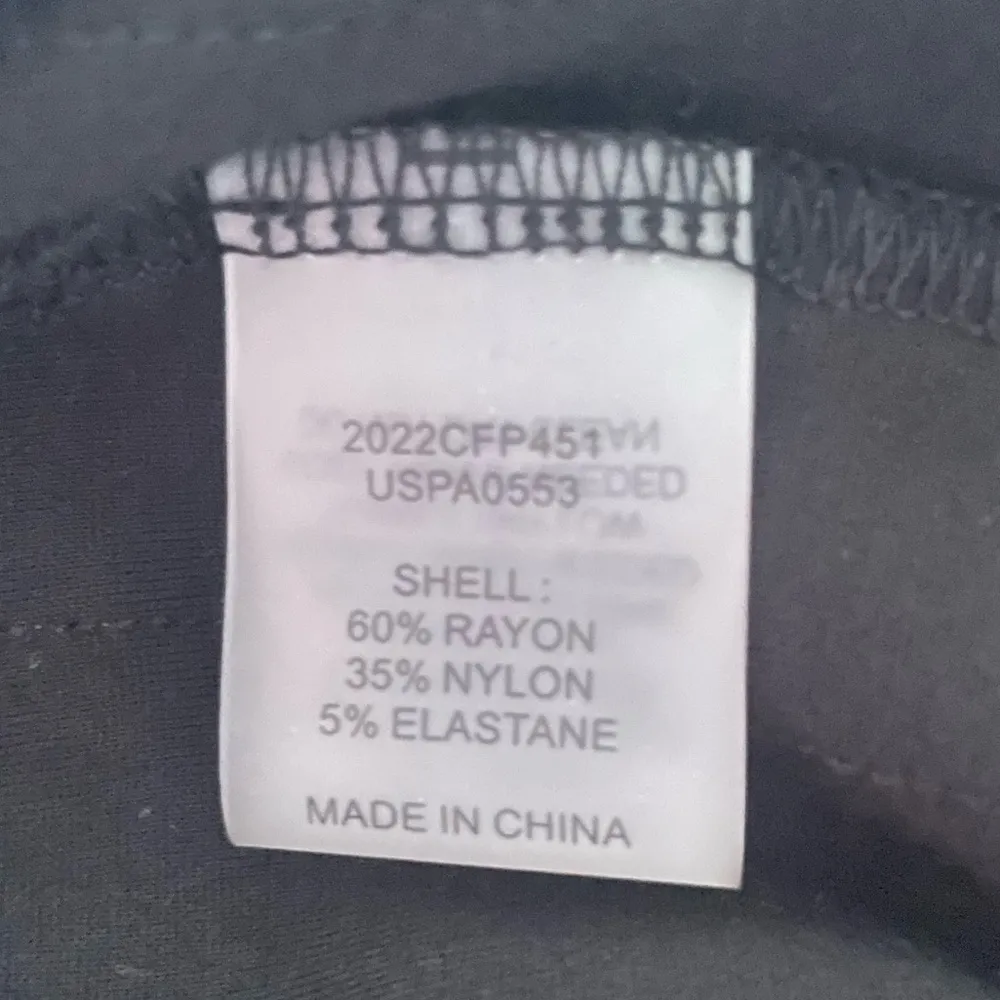 2022CFP451
USPA0553
SHELL :
60% RAYON
35% NYLON
5% ELASTANE
MADE IN CHINA